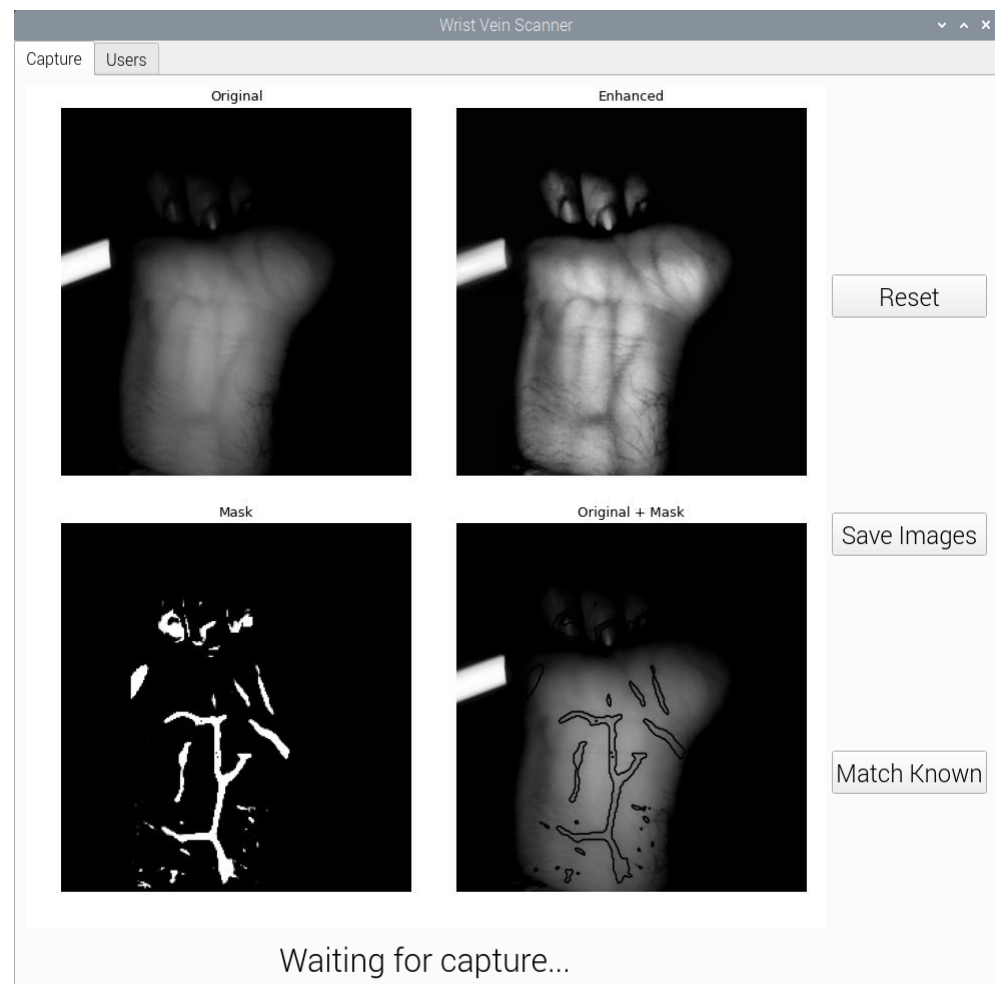 Wrist Vein Scanner
Capture
Users
Original
Enhanced
Reset
Mask
Original + Mask
Save Images
Match Known
Waiting for capture...